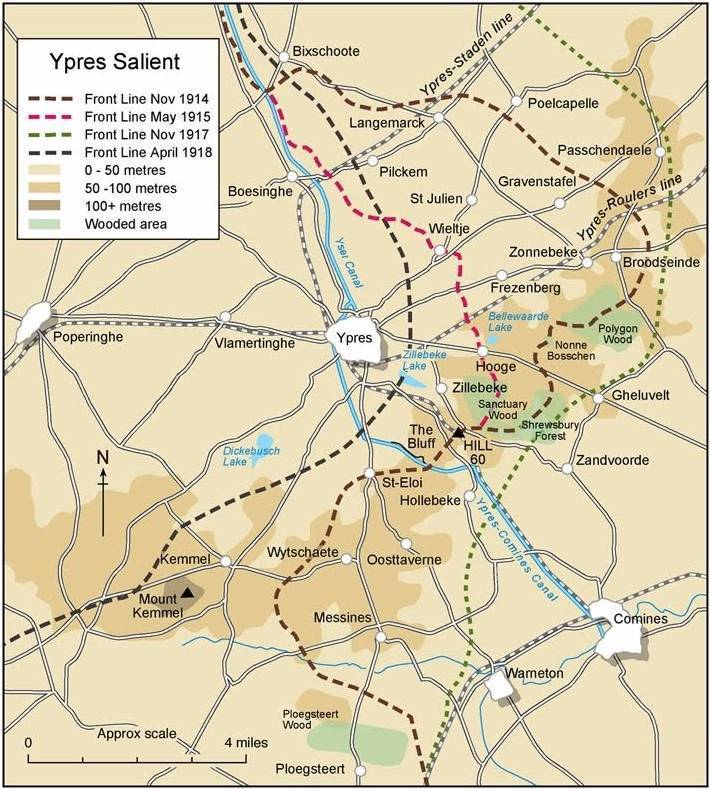 Ypres Salient
Front Line Nov 1914
Front Line May 1915
Front Line Nov 1917
Front Line April 1918
0 - 50 metres
50 -100 metres
100+ metres
Wooded area
Bixschoote
Ypres-Staden line
Poelcapelle
Langemarck
Passchendaele
Pilckem
Boesinghe
Gravenstafel
St Julien
Ypres-Roulers line
Wieltje
Yser Canal
Zonnebeke
Broodseinde
Frezenberg
Bellewaarde
Lake
Polygon
Wood
Poperinghe
Vlamertinghe
Ypres
Nonne
Bosschen
Zillebeke
Lake
Hooge
Zillebeke
Gheluvelt
Sanctuary
Wood
Shrewsbury
Forest
The
Bluff
HILL
60
Dickebusch
Lake
N
Zandvoorde
St-Eloi
Hollebeke
Ypres-Comines Canal
Kemmel
Wytschaete
Oosttaverne
Mount
Kemmel
Messines
Comines
Warneton
Ploegsteert
Wood
Approx scale
0
4 miles
Ploegsteert